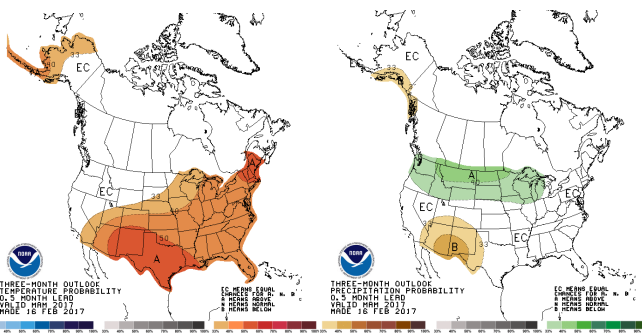 EC
33
50
A
EC
33
40
50
A
A
NOAA
THREE-MONTH OUTLOOK
TEMPERATURE PROBABILITY
0.5 MONTH LEAD
VALID MAM 2017
MADE 16 FEB 2017
EC MEANS EQUAL
CHANCES FOR A, N, B
A MEANS ABOVE
N MEANS NORMAL
B MEANS BELOW
EC
EC
33
A
EC
EC
33
B
33
EC
NOAA
THREE-MONTH OUTLOOK
PRECIPITATION PROBABILITY
0.5 MONTH LEAD
VALID MAM 2017
MADE 16 FEB 2017
EC MEANS EQUAL
CHANCES FOR A, N, B
A MEANS ABOVE
N MEANS NORMAL
B MEANS BELOW